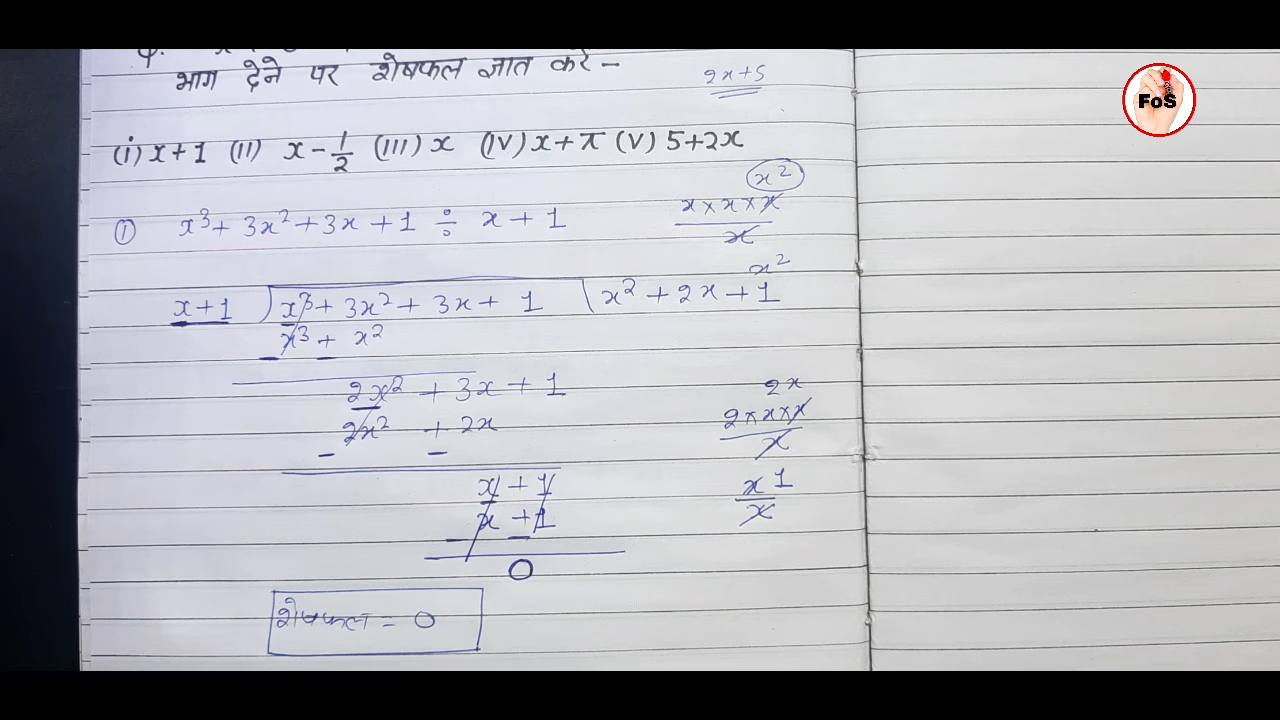 भाग देने पर शेषफल ज्ञात करें –
2x+5
FoS
(i) x+1 (II) x-1/2 (III) x (IV) x+π (V) 5+2x
① x³+ 3x²+3x+1 ÷ x+1
x²
x×x×x
x
x²
x+1 ) x³+ 3x²+ 3x+ 1 ( x²+2x+1
x³ + x²
2x² + 3x + 1
2x
2x² + 2x
2×x×x
x
x + 1
x 1
x + 1
x
0
शेषफल = 0